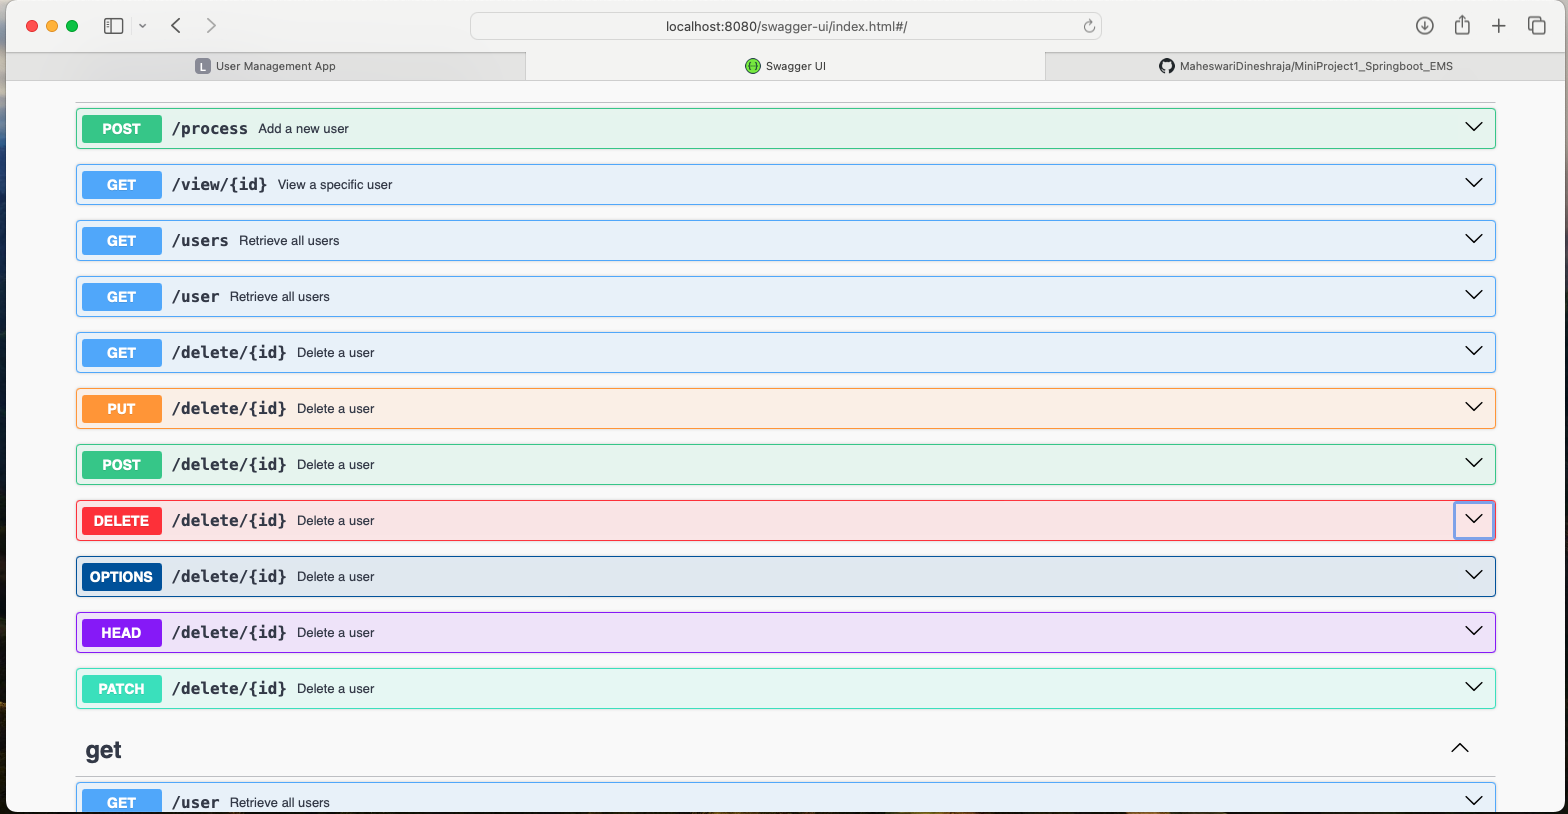 localhost:8080/swagger-ui/index.html#/
L User Management App
Swagger UI
MaheswariDineshraja/MiniProject1_Springboot_EMS
POST /process Add a new user
GET /view/{id} View a specific user
GET /users Retrieve all users
GET /user Retrieve all users
GET /delete/{id} Delete a user
PUT /delete/{id} Delete a user
POST /delete/{id} Delete a user
DELETE /delete/{id} Delete a user
OPTIONS /delete/{id} Delete a user
HEAD /delete/{id} Delete a user
PATCH /delete/{id} Delete a user
get
GET /user Retrieve all users